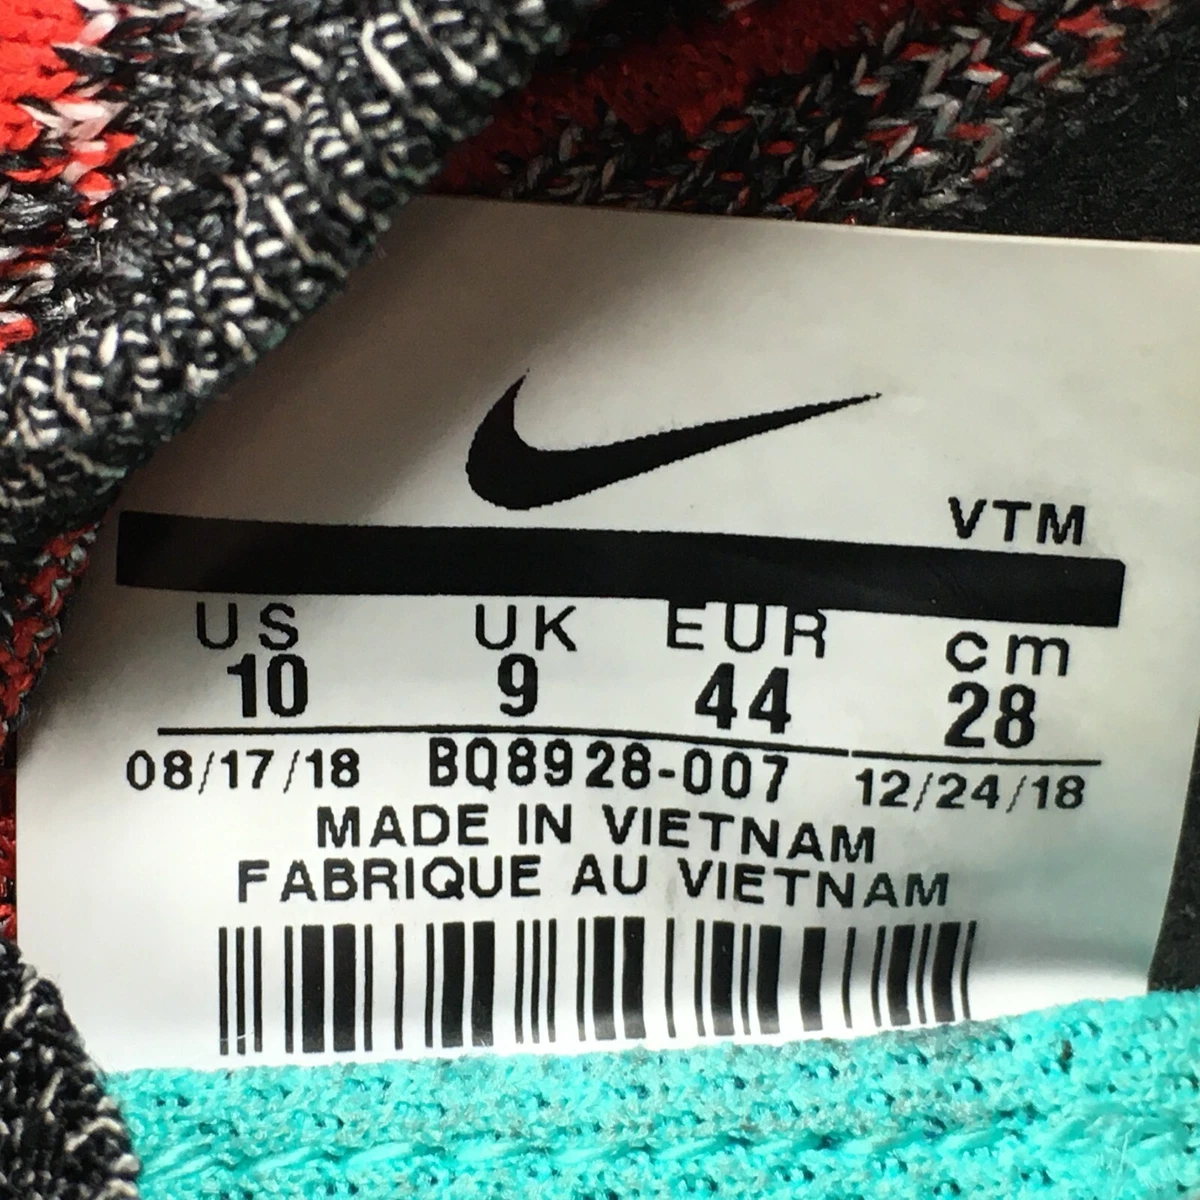 VTM
US UK EUR cm
10 9 44 28
08/17/18 BQ8928-007 12/24/18
MADE IN VIETNAM
FABRIQUE AU VIETNAM